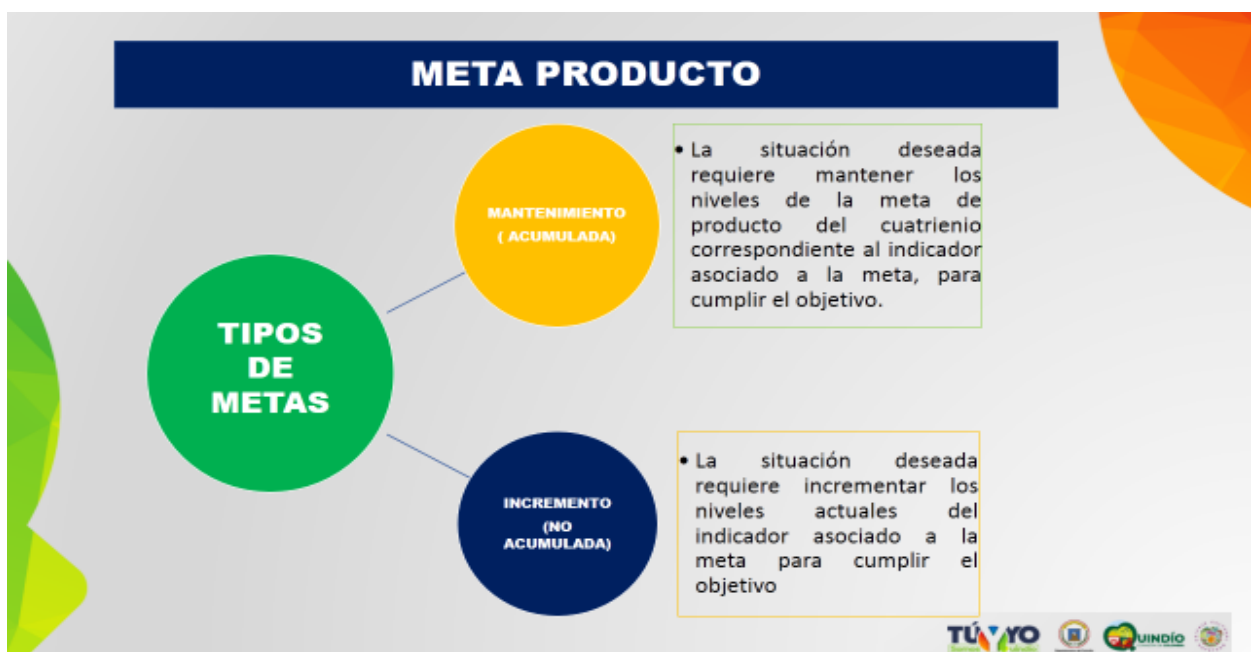 META PRODUCTO
MANTENIMIENTO
( ACUMULADA)
• La situación deseada
requiere mantener los
niveles de la meta de
producto del cuatrienio
correspondiente al indicador
asociado a la meta, para
cumplir el objetivo.
TIPOS
DE
METAS
INCREMENTO
(NO
ACUMULADA)
• La situación deseada
requiere incrementar los
niveles actuales del
indicador asociado a la
meta para cumplir el
objetivo
TÚ Y YO
QUINDÍO